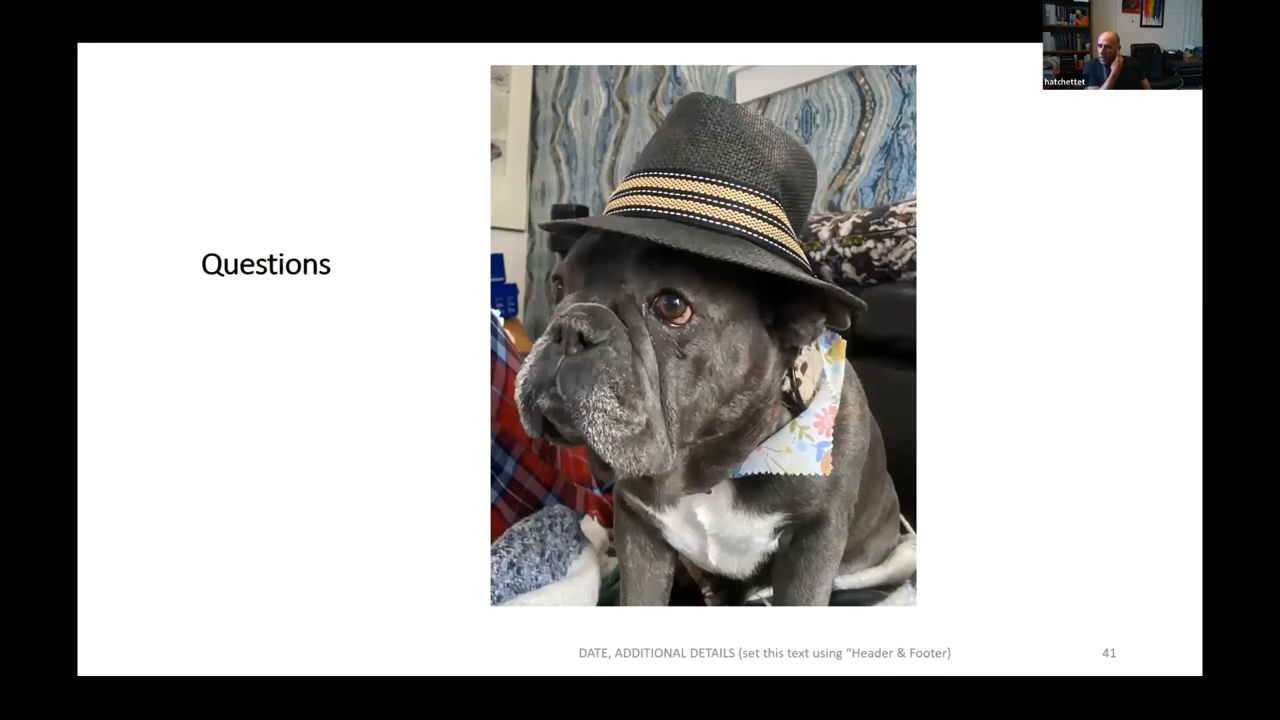 hatchettet
Questions
DATE, ADDITIONAL DETAILS (set this text using “Header & Footer)
41